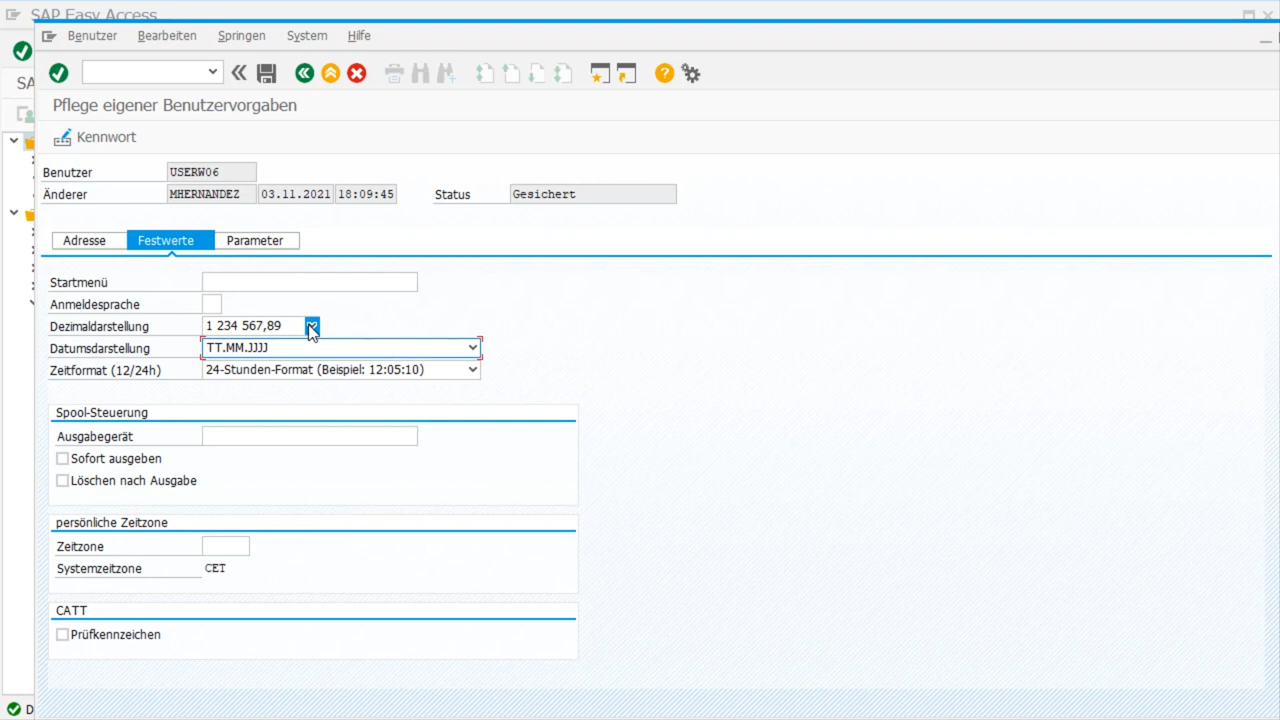 SAP Easy Access
Benutzer Bearbeiten Springen System Hilfe
SA
Pflege eigener Benutzervorgaben
Kennwort
Benutzer USERW06
Änderer MHERNANDEZ 03.11.2021 18:09:45 Status Gesichert
Adresse Festwerte Parameter
Startmenü
Anmeldesprache
Dezimaldarstellung 1 234 567,89
Datumsdarstellung TT.MM.JJJJ
Zeitformat (12/24h) 24-Stunden-Format (Beispiel: 12:05:10)
Spool-Steuerung
Ausgabegerät
Sofort ausgeben
Löschen nach Ausgabe
persönliche Zeitzone
Zeitzone
Systemzeitzone CET
CATT
Prüfkennzeichen
D